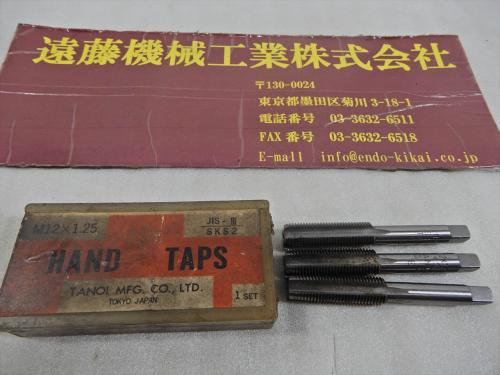 遠藤機械工業株式会社
〒130-0024
東京都墨田区菊川 3-18-1
電話番号 03-3632-6511
FAX 番号 03-3632-6518
E-mail info@endo-kikai.co.jp
M12×1.25
JIS-Ⅲ
SKS2
HAND TAPS
TANOI MFG. CO., LTD.
TOKYO JAPAN
1 SET